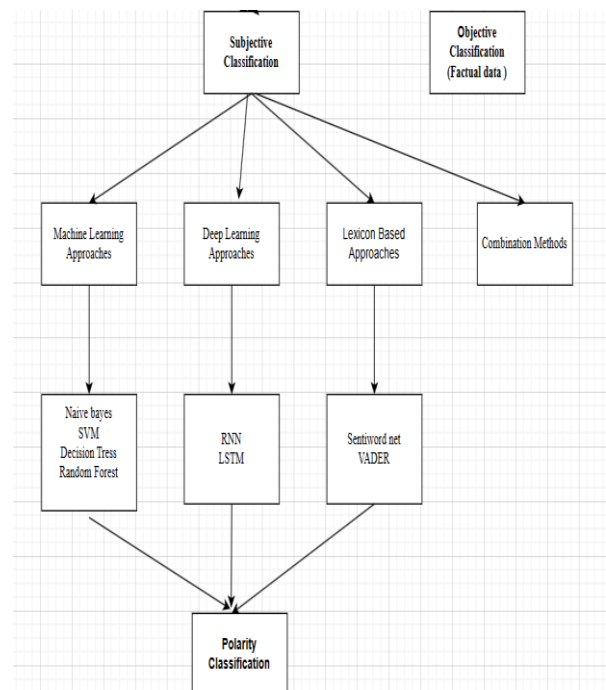 Subjective
Classification
Objective
Classification
(Factual data )
Machine Learning
Approaches
Deep Learning
Approaches
Lexicon Based
Approaches
Combination Methods
Naive bayes
SVM
Decision Tress
Random Forest
RNN
LSTM
Sentiword net
VADER
Polarity
Classification